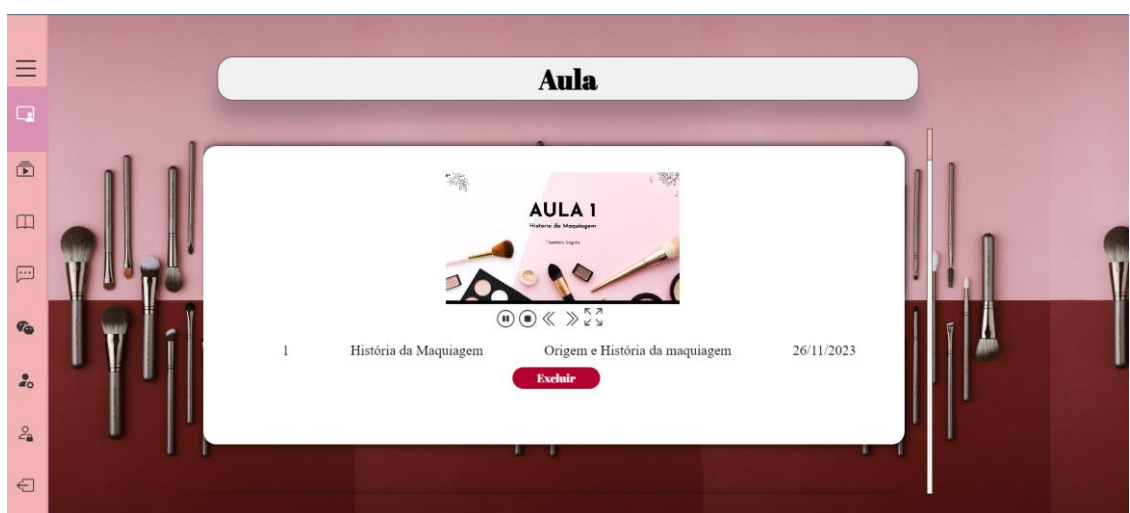 Aula
AULA 1
História da Maquiagem
1 História da Maquiagem Origem e História da maquiagem 26/11/2023
Excluir